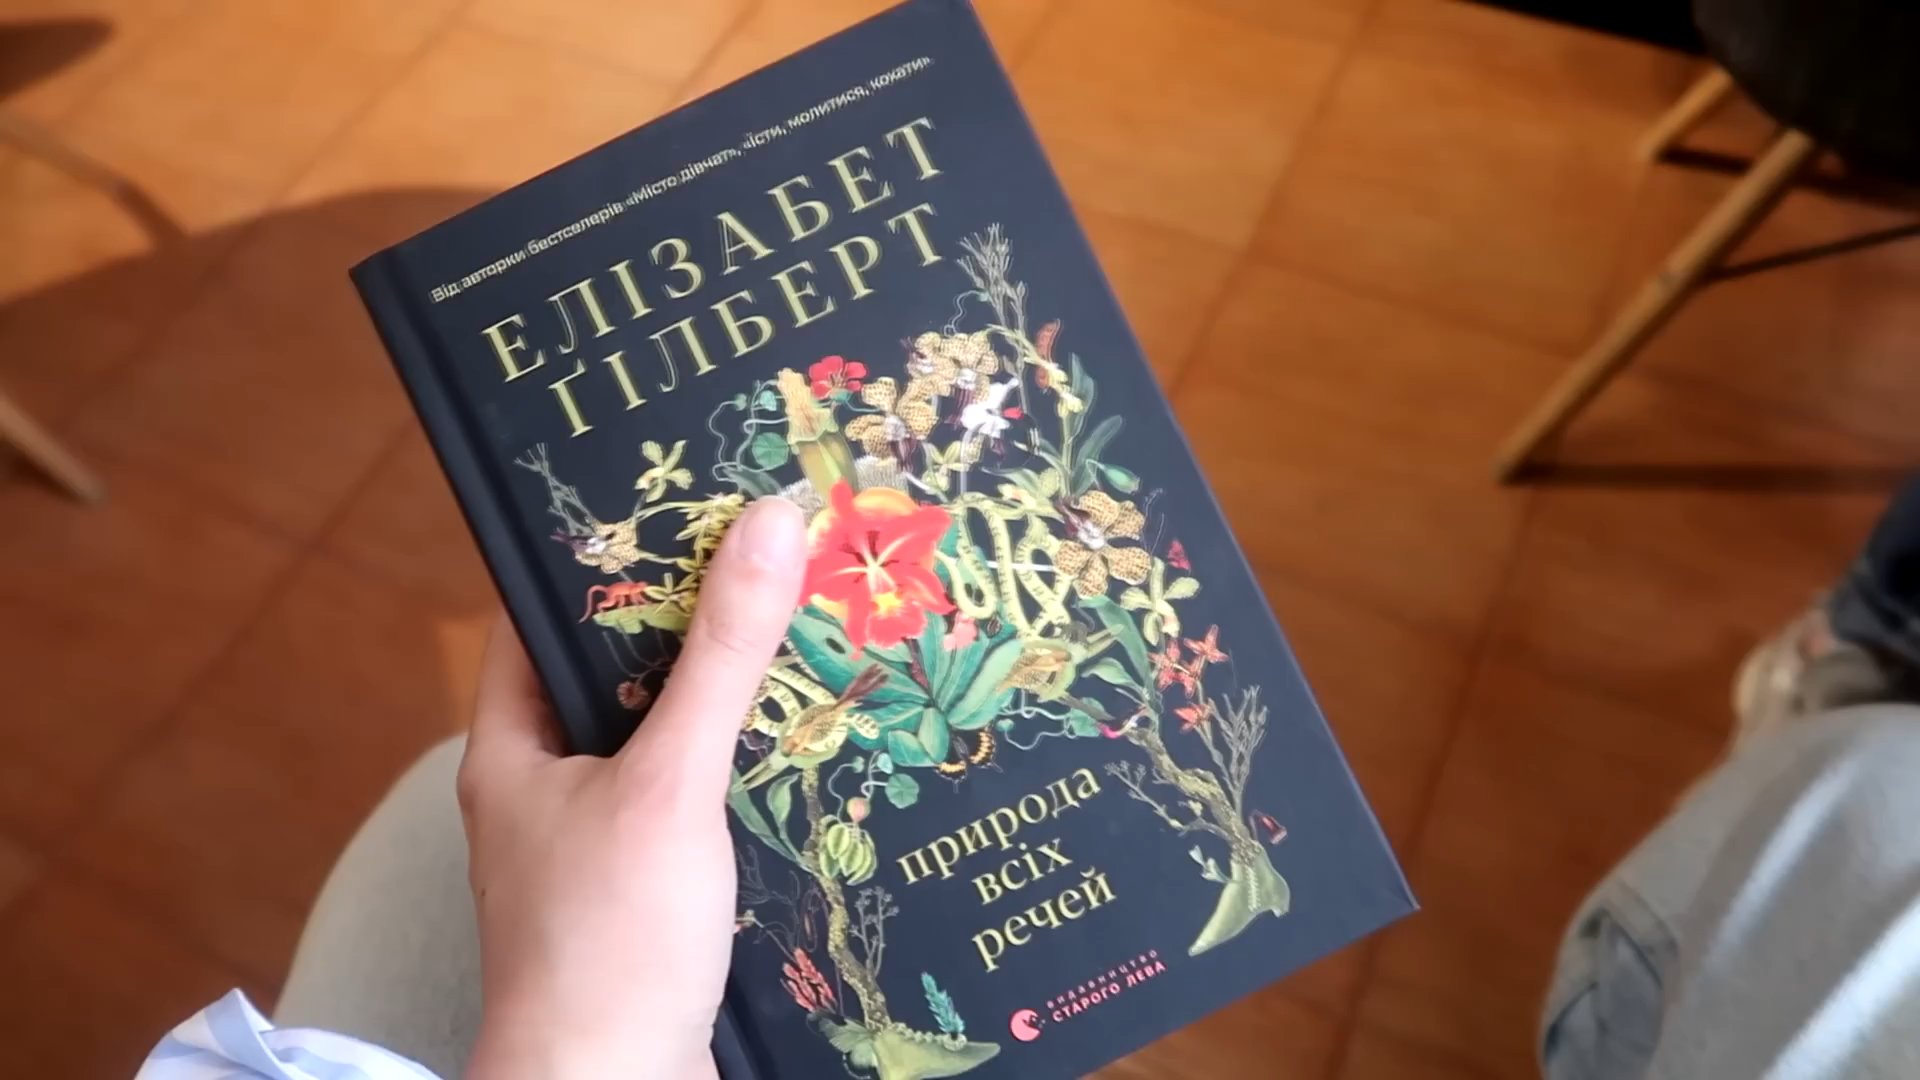 Від авторки бестселерів «Місто дівчат», «Їсти, молитися, кохати»
ЕЛІЗАБЕТ
ҐІЛБЕРТ
природа
всіх
речей
ВИДАВНИЦТВО
СТАРОГО ЛЕВА